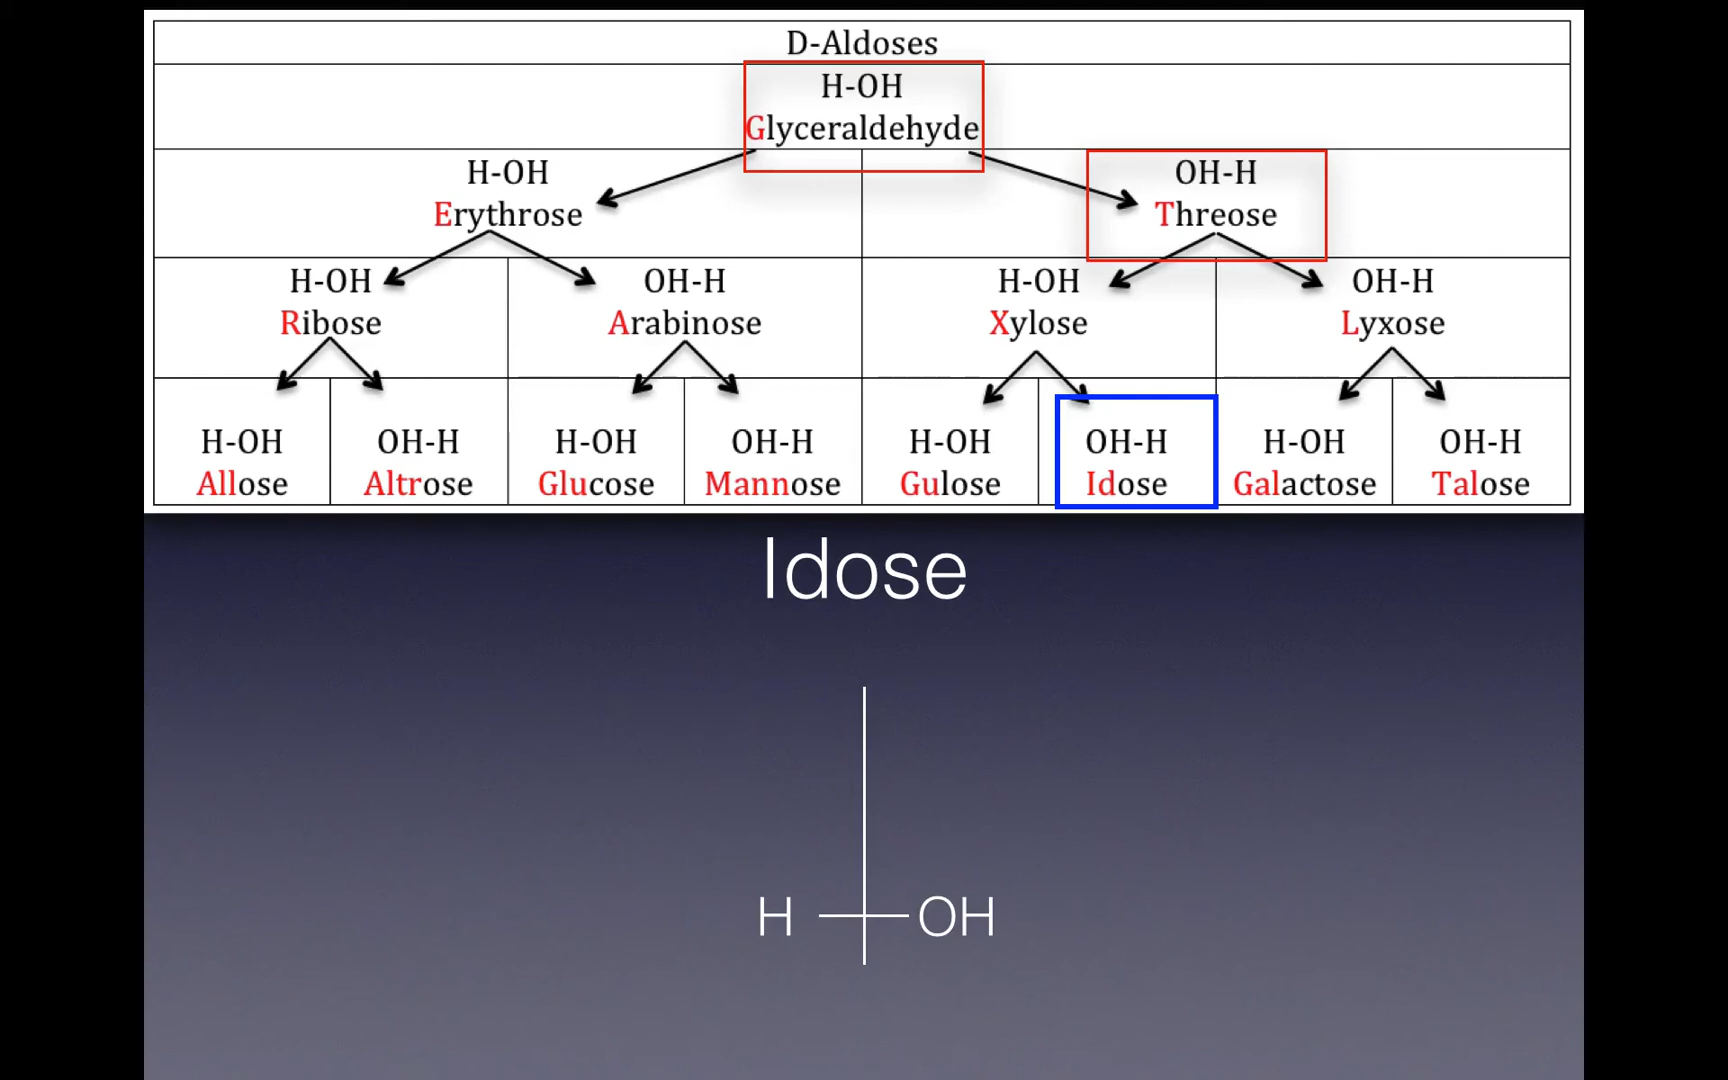 D-Aldoses
H-OH
Glyceraldehyde
H-OH
Erythrose
OH-H
Threose
H-OH
Ribose
OH-H
Arabinose
H-OH
Xylose
OH-H
Lyxose
H-OH
Allose
OH-H
Altrose
H-OH
Glucose
OH-H
Mannose
H-OH
Gulose
OH-H
Idose
H-OH
Galactose
OH-H
Talose
Idose
H OH